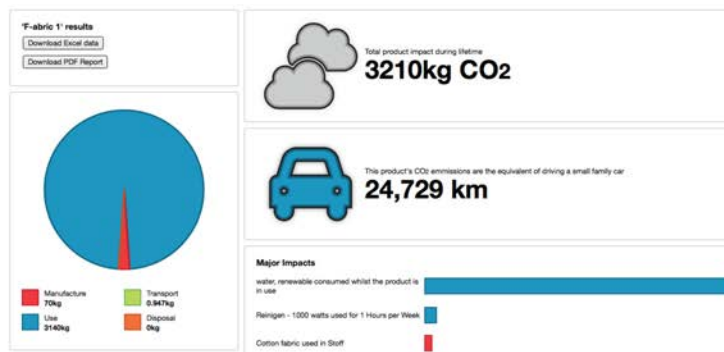 'F-abric 1' results
Download Excel data
Download PDF Report
Total product impact during lifetime
3210kg CO2
This product's CO2 emmissions are the equivalent of driving a small family car
24,729 km
Manufacture
70kg
Transport
0.947kg
Use
3140kg
Disposal
0kg
Major Impacts
water, renewable consumed whilst the product is
in use
Reinigen - 1000 watts used for 1 Hours per Week
Cotton fabric used in Stoff